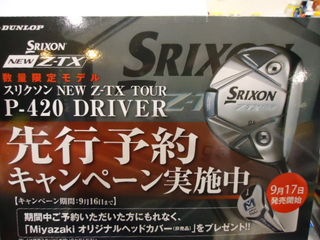 DUNLOP
SRIXON
NEW Z-TX
数量限定モデル
スリクソン NEW Z-TX TOUR
P-420 DRIVER
SRIXON
SRIXON
先行予約
キャンペーン実施中
【キャンペーン期間:9月16日まで】
9月17日
発売開始
期間中ご予約いただいた方にもれなく、
「Miyazaki オリジナルヘッドカバー(非売品)」をプレゼント!!